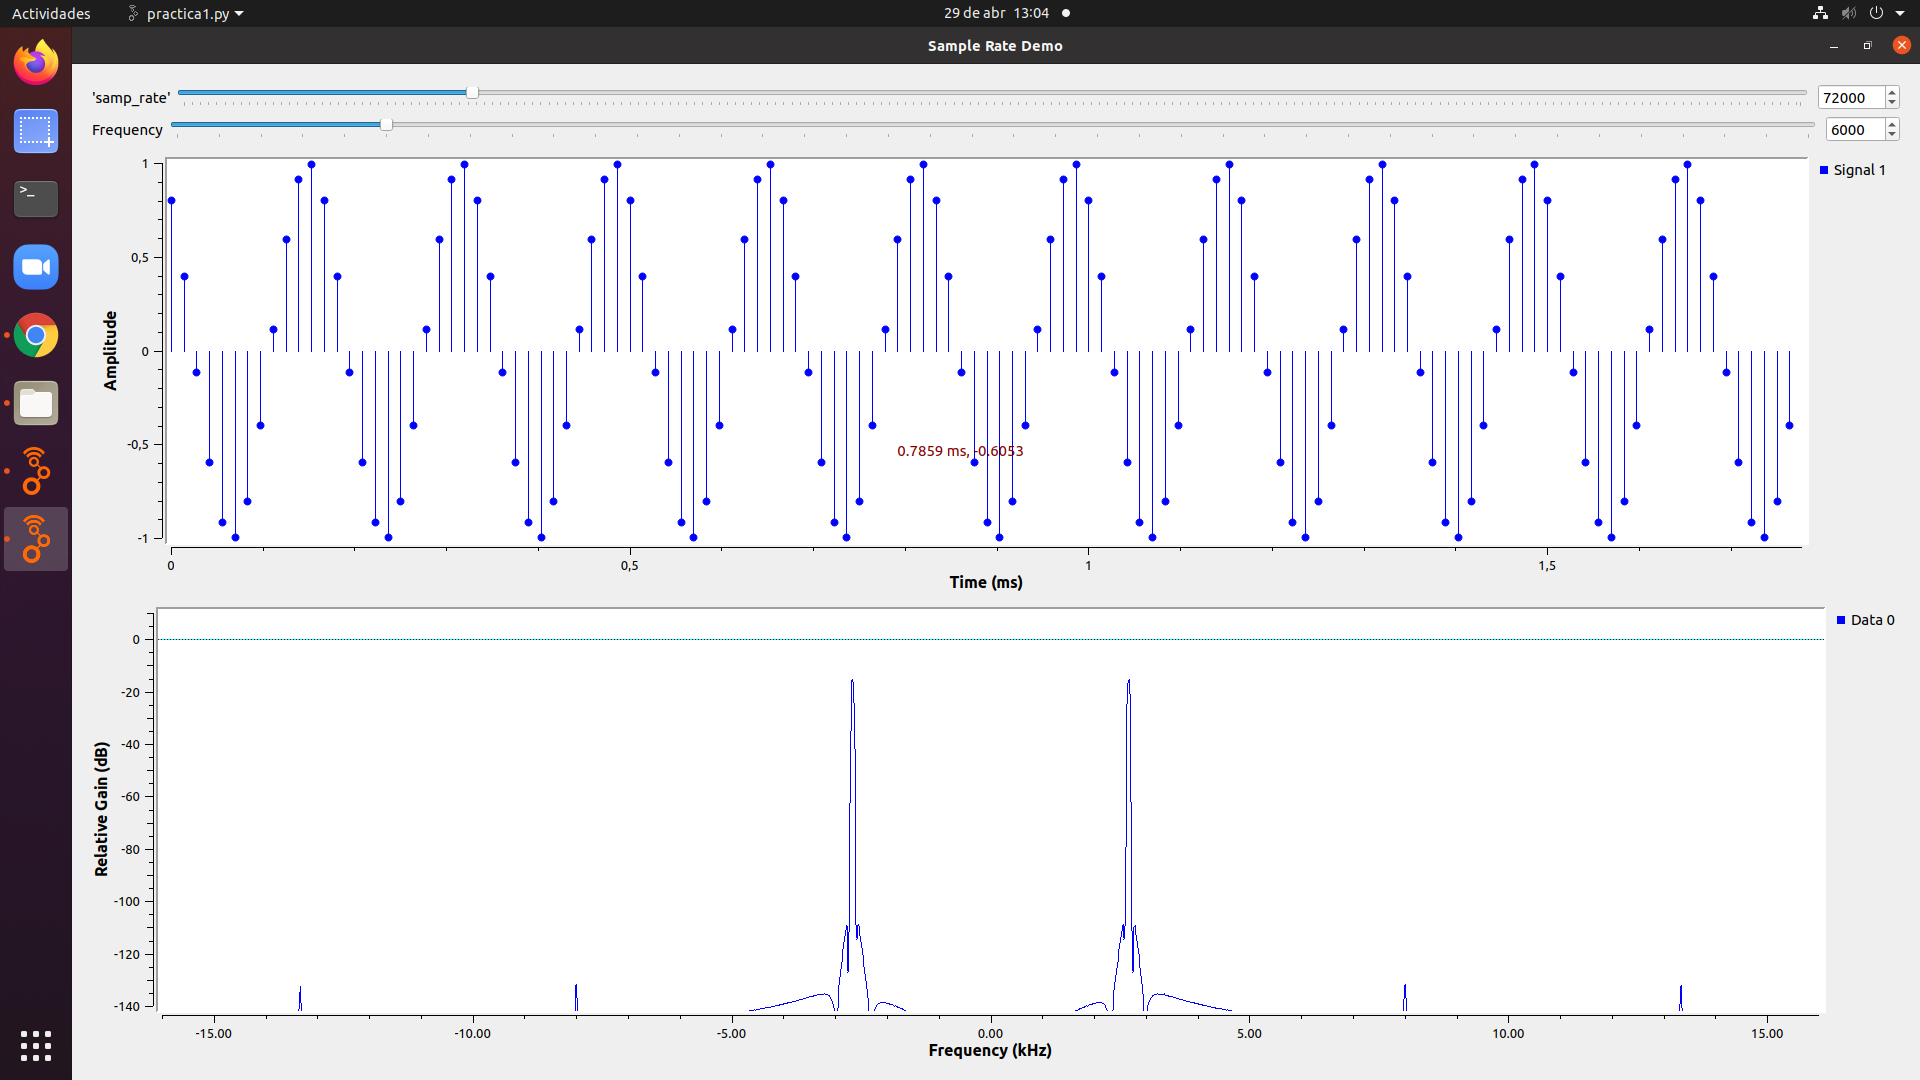 Actividades practica1.py 29 de abr 13:04
Sample Rate Demo
'samp_rate' 72000
Frequency 6000
Signal 1
1
0,5
0
-0,5
-1
Amplitude
0.7859 ms, -0.6053
0 0,5 1 1,5
Time (ms)
Data 0
0
-20
-40
-60
-80
-100
-120
-140
Relative Gain (dB)
-15.00 -10.00 -5.00 0.00 5.00 10.00 15.00
Frequency (kHz)
>_